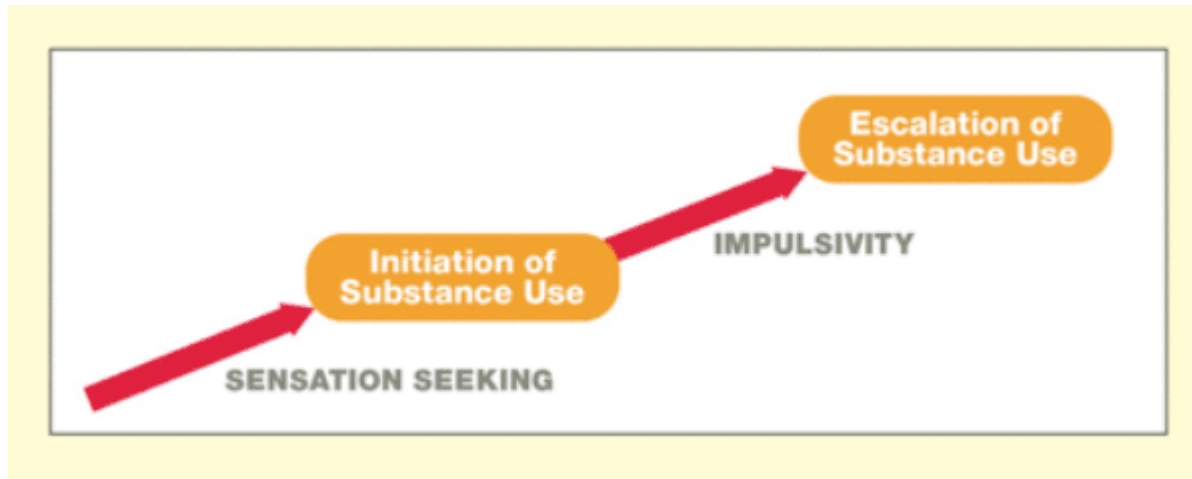 Escalation of
Substance Use
IMPULSIVITY
Initiation of
Substance Use
SENSATION SEEKING